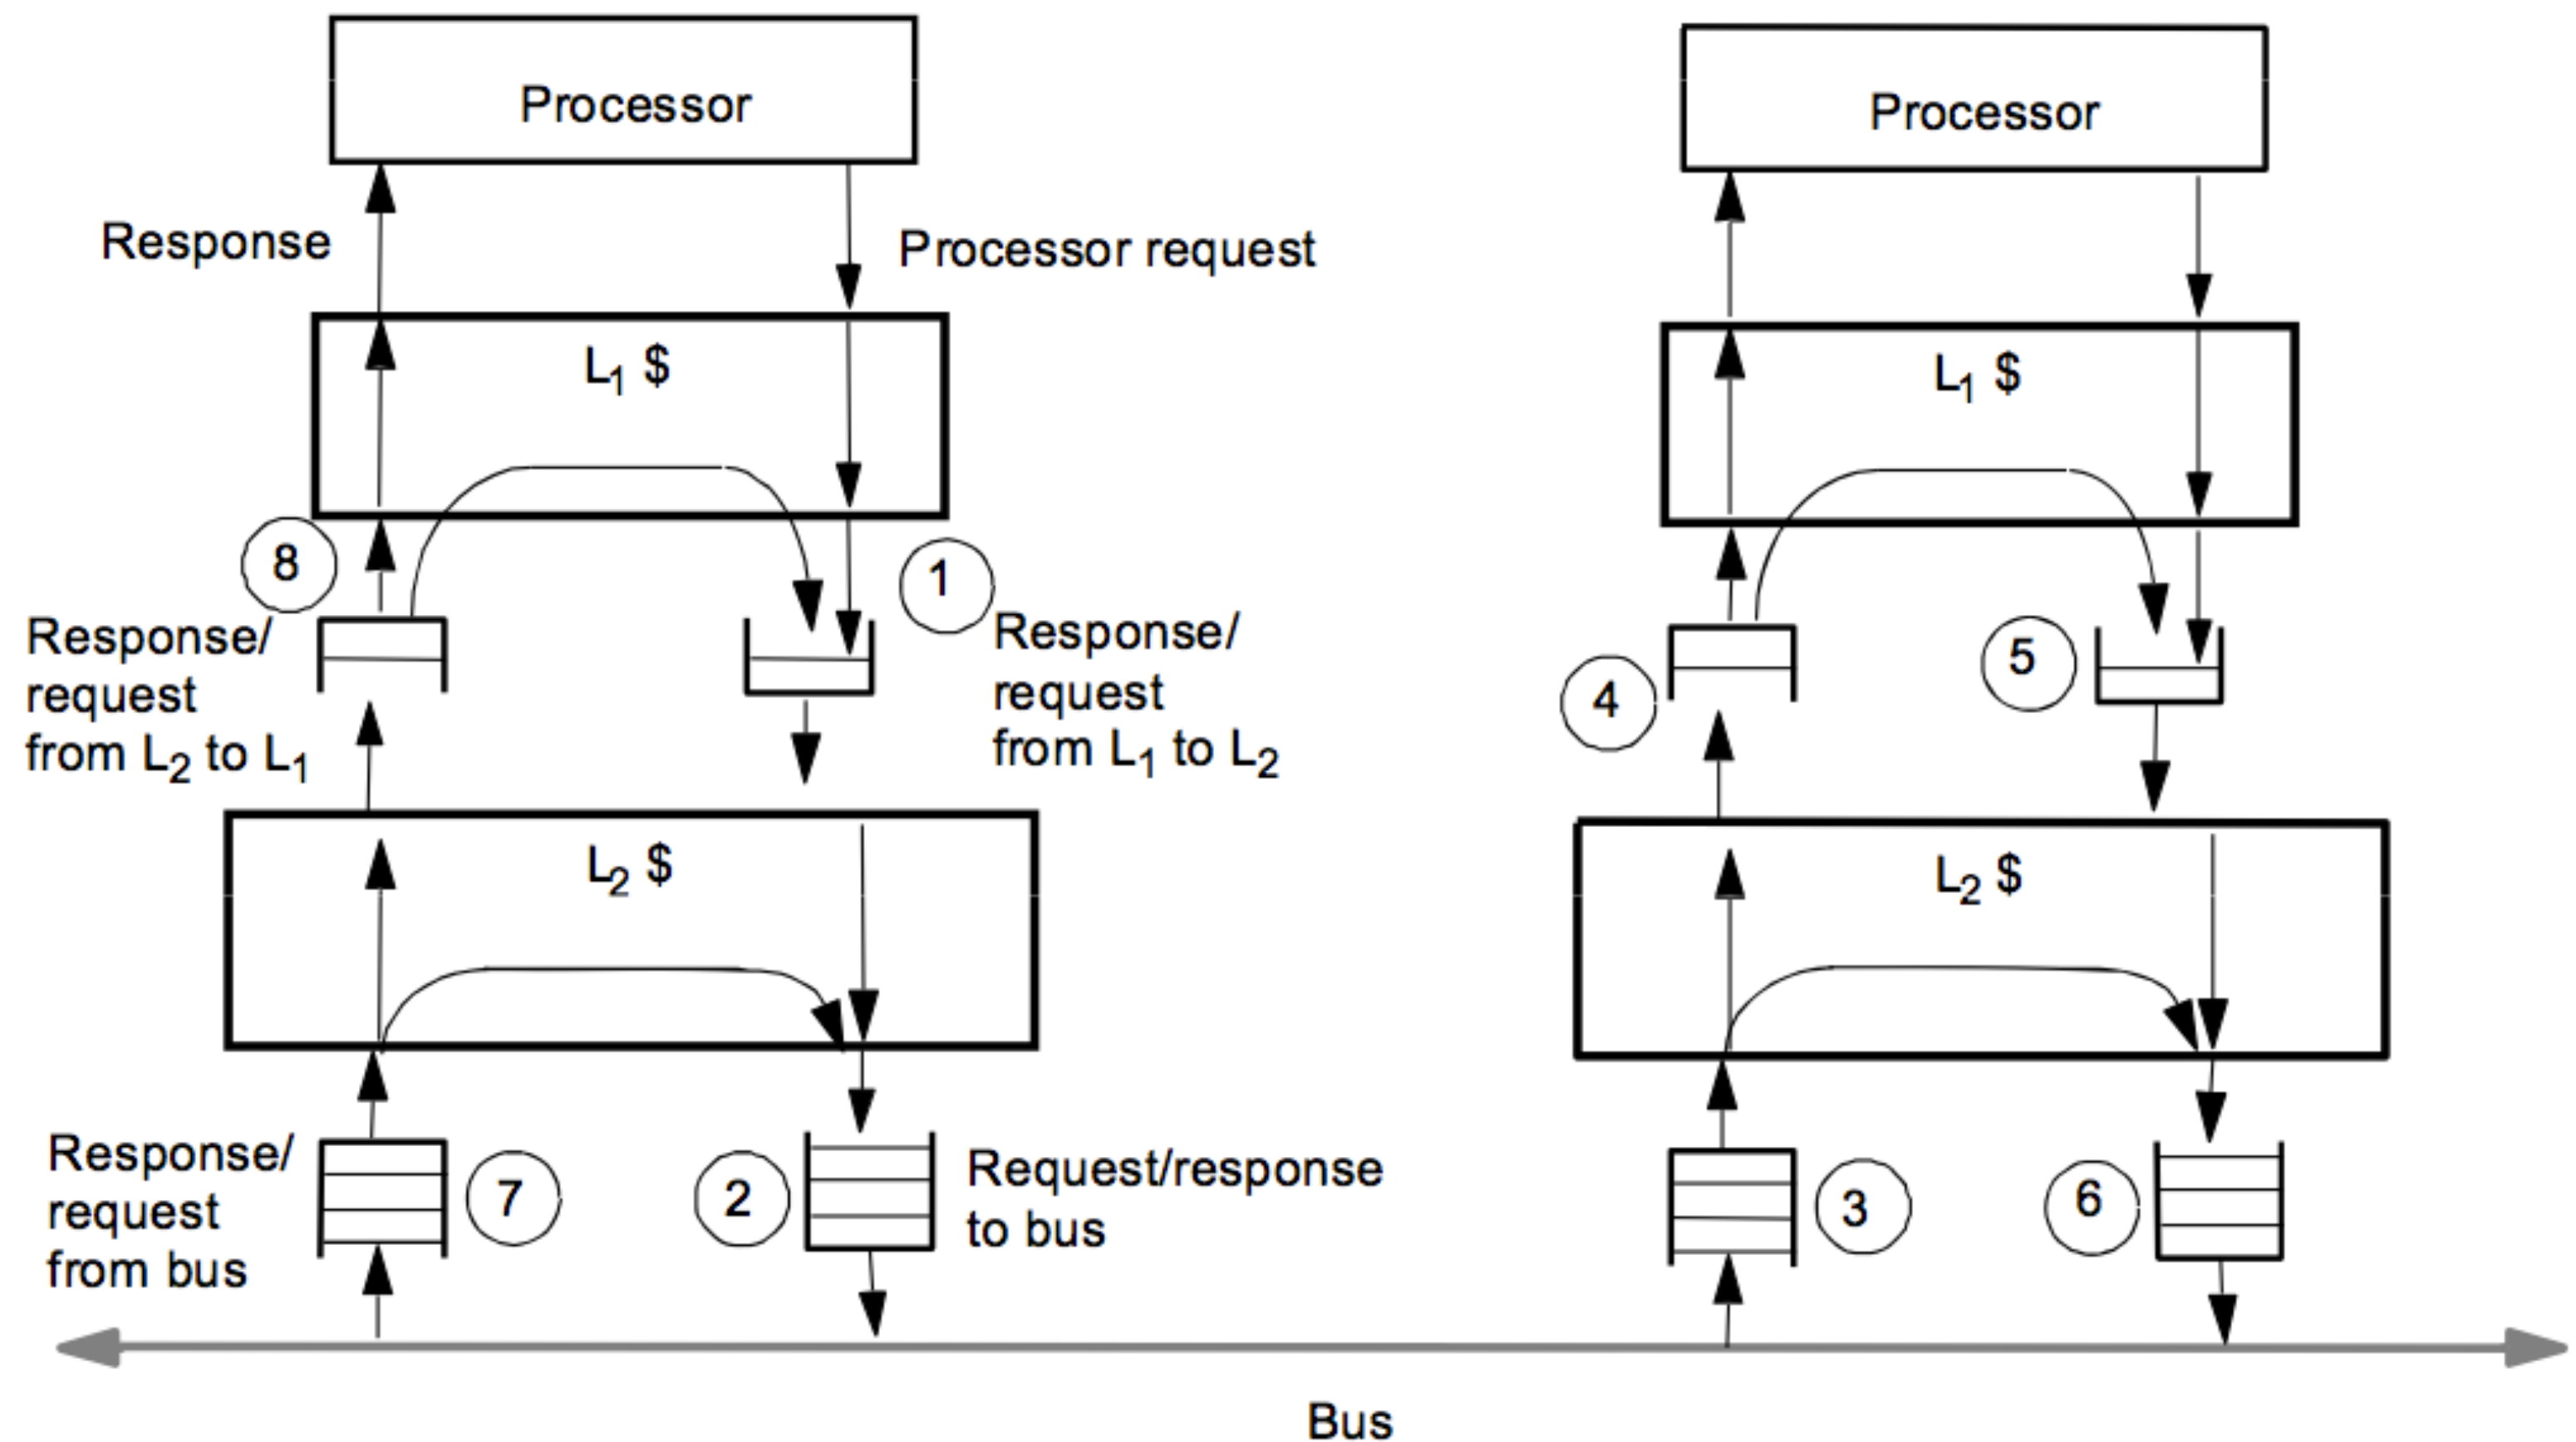 Processor
Processor
Response
Processor request
L1 $
L1 $
8
1
Response/
request
from L2 to L1
Response/
request
from L1 to L2
4
5
L2 $
L2 $
Response/
request
from bus
7
2
Request/response
to bus
3
6
Bus